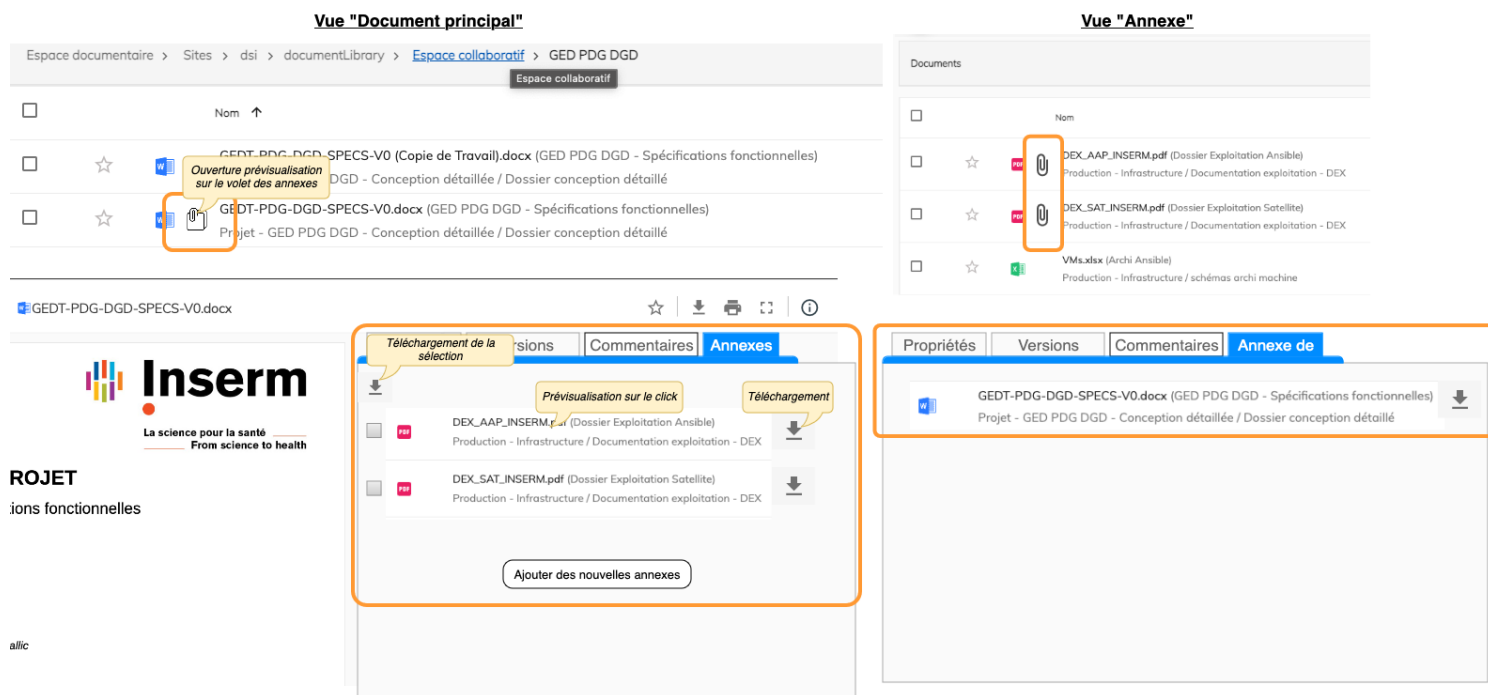 Vue "Document principal"
Espace documentaire > Sites > dsi > documentLibrary > Espace collaboratif > GED PDG DGD
Espace collaboratif
Nom ↑
GEDT-PDG-DGD-SPECS-V0 (Copie de Travail).docx (GED PDG DGD - Spécifications fonctionnelles)
DGD - Conception détaillée / Dossier conception détaillé
Ouverture prévisualisation
sur le volet des annexes
GEDT-PDG-DGD-SPECS-V0.docx (GED PDG DGD - Spécifications fonctionnelles)
Projet - GED PDG DGD - Conception détaillée / Dossier conception détaillé
GEDT-PDG-DGD-SPECS-V0.docx
Inserm
La science pour la santé
From science to health
ROJET
ions fonctionnelles
allic
Téléchargement de la
sélection
rsions
Commentaires
Annexes
Prévisualisation sur le click
Téléchargement
PDF
DEX_AAP_INSERM.pdf (Dossier Exploitation Ansible)
Production - Infrastructure / Documentation exploitation - DEX
PDF
DEX_SAT_INSERM.pdf (Dossier Exploitation Satellite)
Production - Infrastructure / Documentation exploitation - DEX
Ajouter des nouvelles annexes
Vue "Annexe"
Documents
Nom
PDF
DEX_AAP_INSERM.pdf (Dossier Exploitation Ansible)
Production - Infrastructure / Documentation exploitation - DEX
PDF
DEX_SAT_INSERM.pdf (Dossier Exploitation Satellite)
Production - Infrastructure / Documentation exploitation - DEX
VMs.xlsx (Archi Ansible)
Production - Infrastructure / schémas archi machine
Propriétés
Versions
Commentaires
Annexe de
GEDT-PDG-DGD-SPECS-V0.docx (GED PDG DGD - Spécifications fonctionnelles)
Projet - GED PDG DGD - Conception détaillée / Dossier conception détaillé